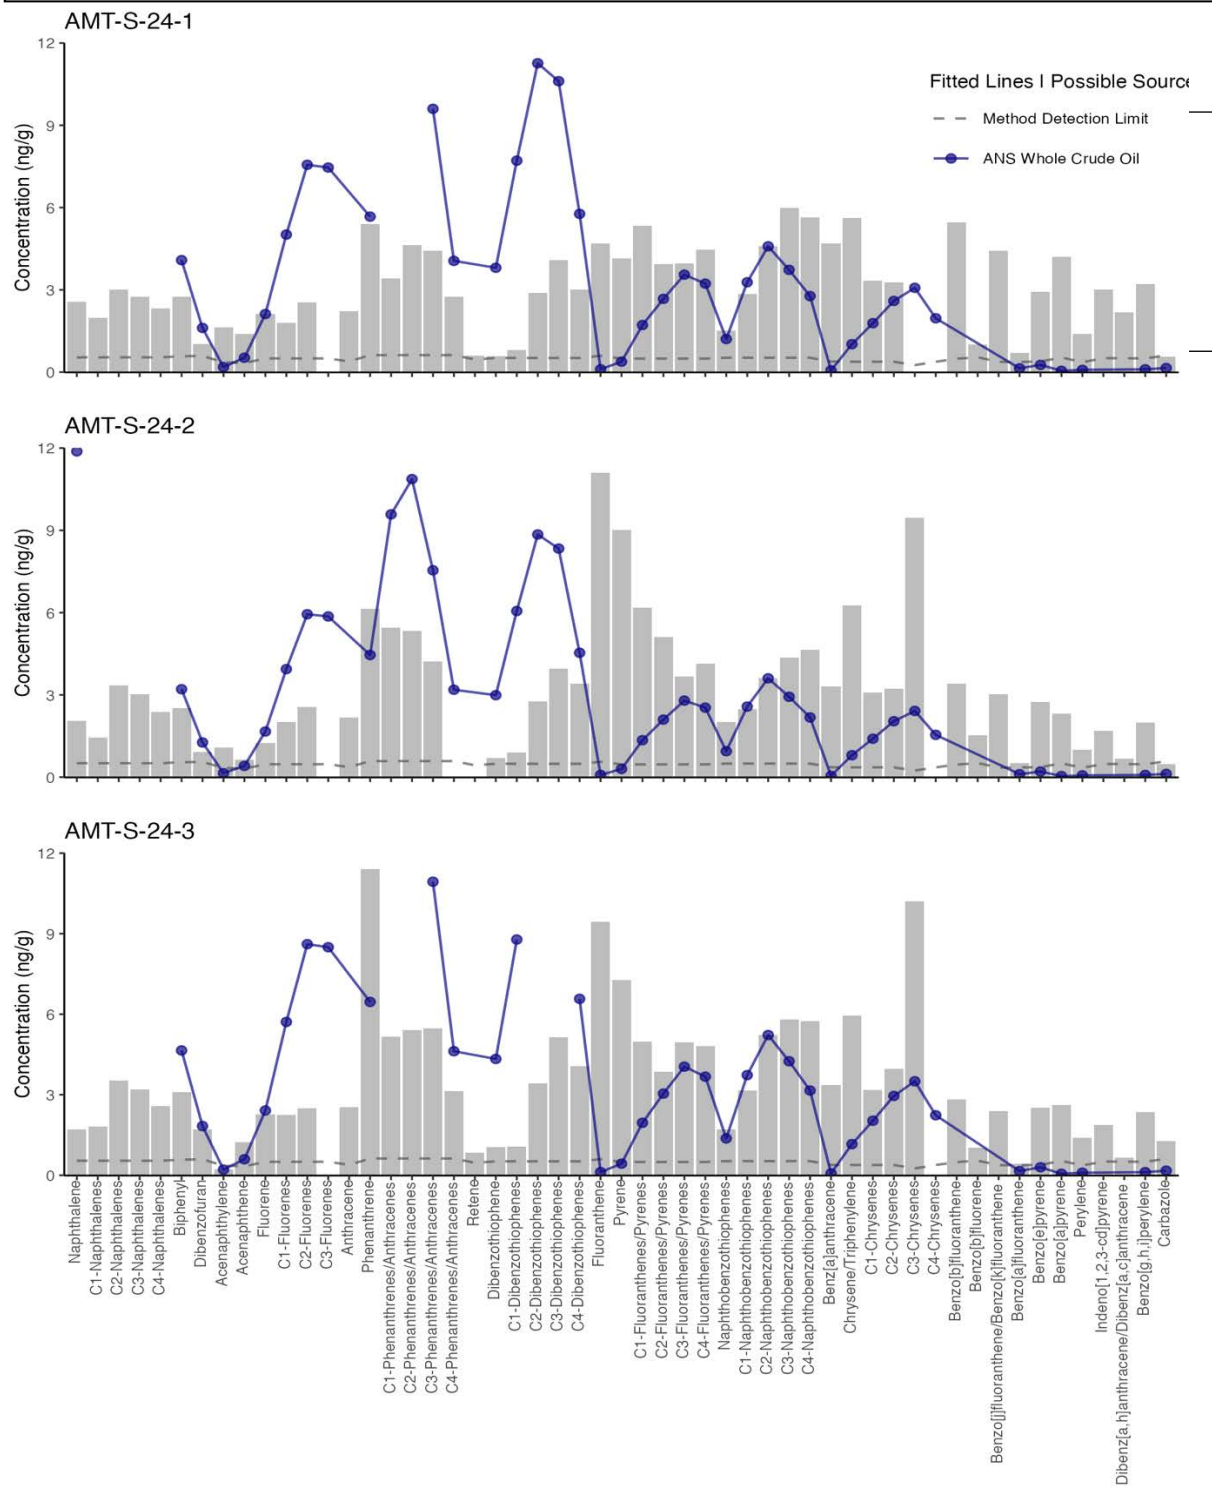 AMT-S-24-1
12
9
6
3
0
Concentration (ng/g)
Fitted Lines | Possible Source
Method Detection Limit
ANS Whole Crude Oil
AMT-S-24-2
12
9
6
3
0
Concentration (ng/g)
AMT-S-24-3
12
9
6
3
0
Concentration (ng/g)
Naphthalene
C1-Naphthalenes
C2-Naphthalenes
C3-Naphthalenes
C4-Naphthalenes
Biphenyl
Dibenzofuran
Acenaphthylene
Acenaphthene
Fluorene
C1-Fluorenes
C2-Fluorenes
C3-Fluorenes
Anthracene
Phenanthrene
C1-Phenanthrenes/Anthracenes
C2-Phenanthrenes/Anthracenes
C3-Phenanthrenes/Anthracenes
C4-Phenanthrenes/Anthracenes
Retene
Dibenzothiophene
C1-Dibenzothiophenes
C2-Dibenzothiophenes
C3-Dibenzothiophenes
C4-Dibenzothiophenes
Fluoranthene
Pyrene
C1-Fluoranthenes/Pyrenes
C2-Fluoranthenes/Pyrenes
C3-Fluoranthenes/Pyrenes
C4-Fluoranthenes/Pyrenes
Naphthobenzothiophenes
C1-Naphthobenzothiophenes
C2-Naphthobenzothiophenes
C3-Naphthobenzothiophenes
C4-Naphthobenzothiophenes
Benz[a]anthracene
Chrysene/Triphenylene
C1-Chrysenes
C2-Chrysenes
C3-Chrysenes
C4-Chrysenes
Benzo[b]fluoranthene
Benzo[b]fluorene
Benzo[j]fluoranthene/Benzo[k]fluoranthene
Benzo[a]fluoranthene
Benzo[e]pyrene
Benzo[a]pyrene
Perylene
Indeno[1,2,3-cd]pyrene
Dibenz[a,h]anthracene/Dibenz[a,c]anthracene
Benzo[g,h,i]perylene
Carbazole